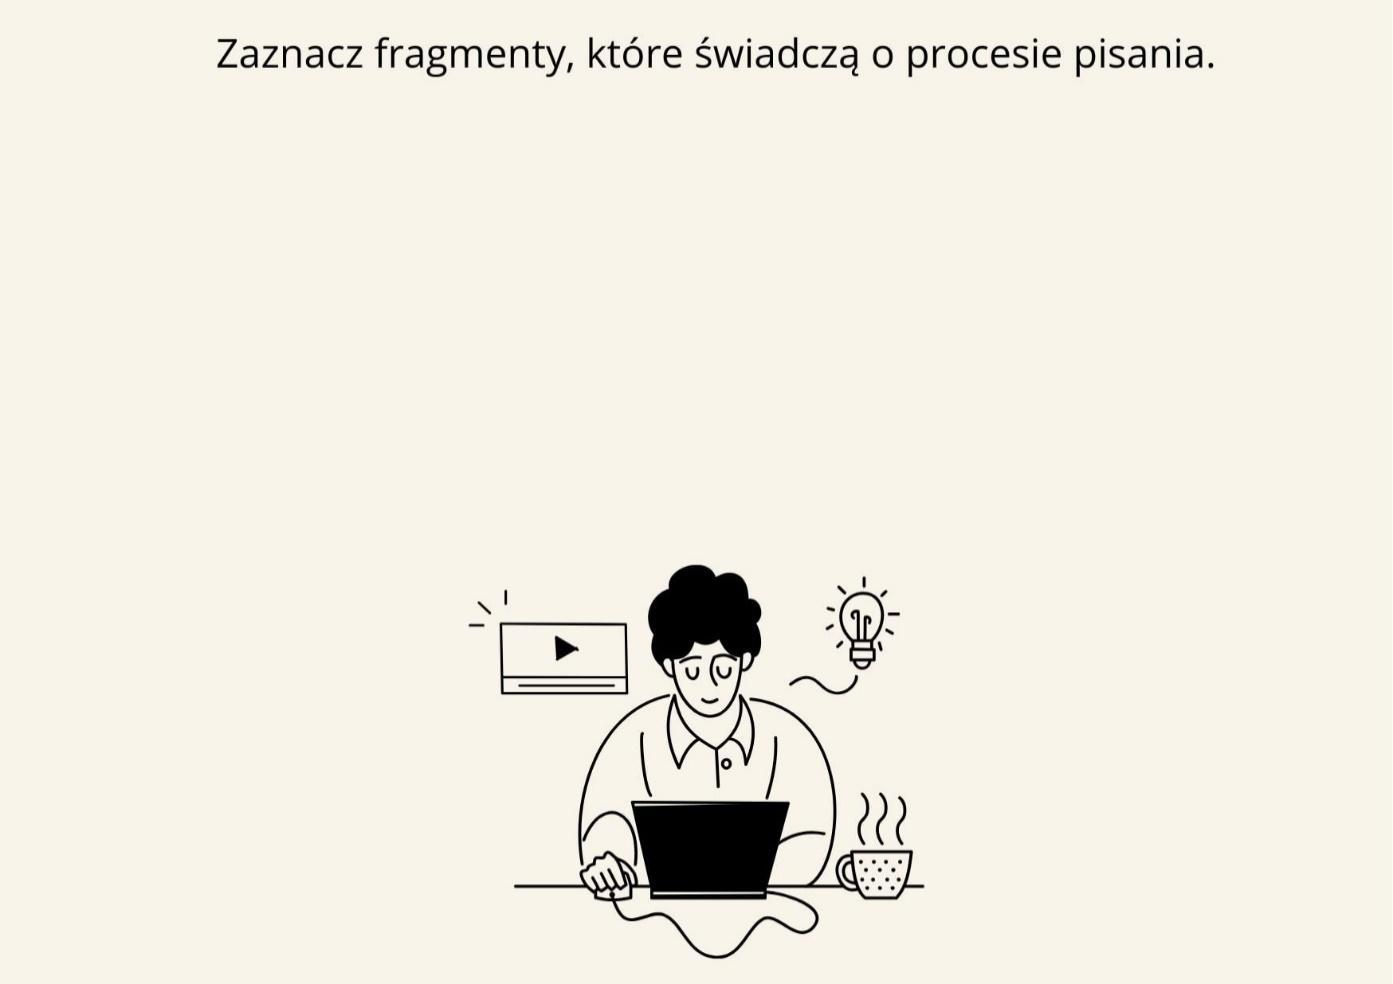 Zaznacz fragmenty, które świadczą o procesie pisania.